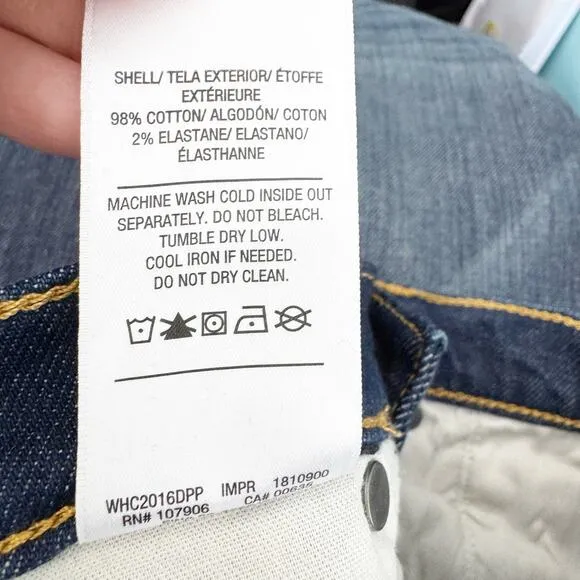 SHELL/ TELA EXTERIOR/ ÉTOFFE
EXTÉRIEURE
98% COTTON/ ALGODÓN/ COTON
2% ELASTANE/ ELASTANO/
ÉLASTHANNE
MACHINE WASH COLD INSIDE OUT
SEPARATELY. DO NOT BLEACH.
TUMBLE DRY LOW.
COOL IRON IF NEEDED.
DO NOT DRY CLEAN.
WHC2016DPP IMPR 1810900
RN# 107906 CA# 00635